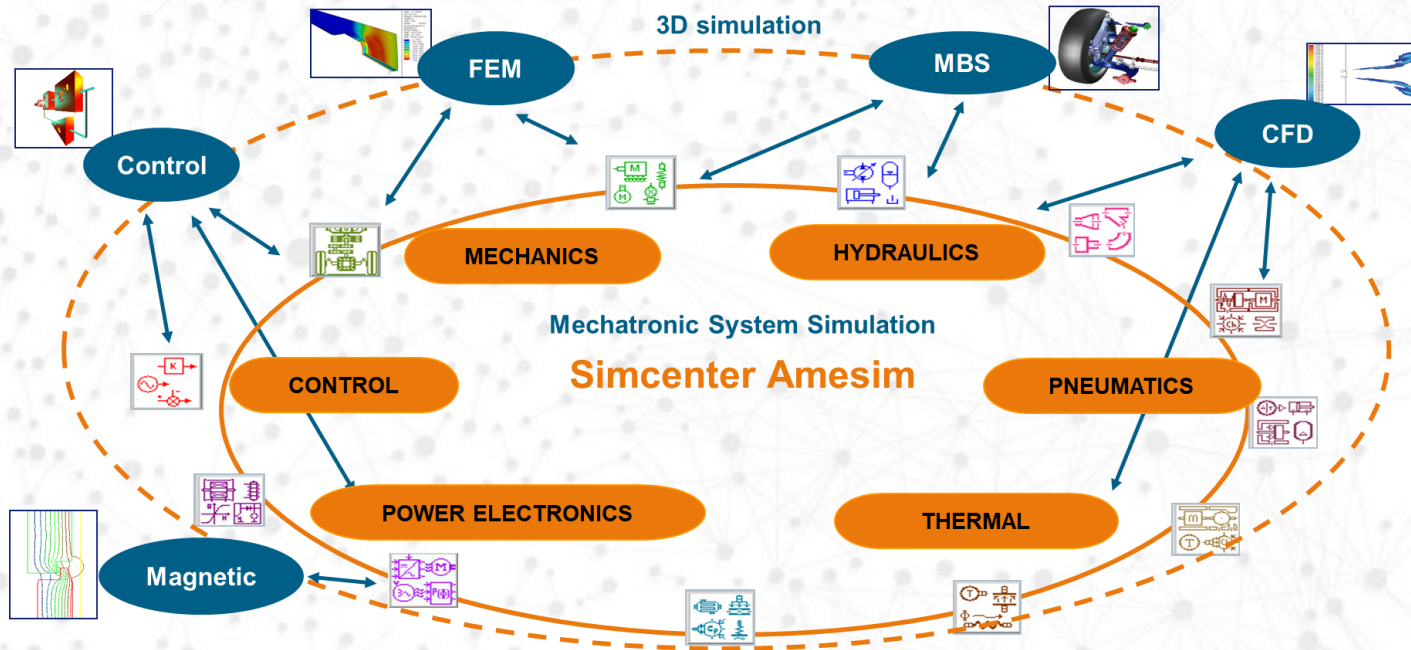 3D simulation
FEM
MBS
CFD
Control
M
M
MECHANICS
HYDRAULICS
M
Mechatronic System Simulation
Simcenter Amesim
K
CONTROL
PNEUMATICS
POWER ELECTRONICS
THERMAL
Magnetic
M
T
T